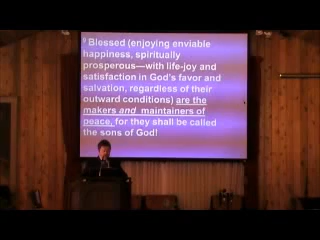 9 Blessed (enjoying enviable
happiness, spiritually
prosperous—with life-joy and
satisfaction in God's favor and
salvation, regardless of their
outward conditions) are the
makers and maintainers of
peace, for they shall be called
the sons of God!